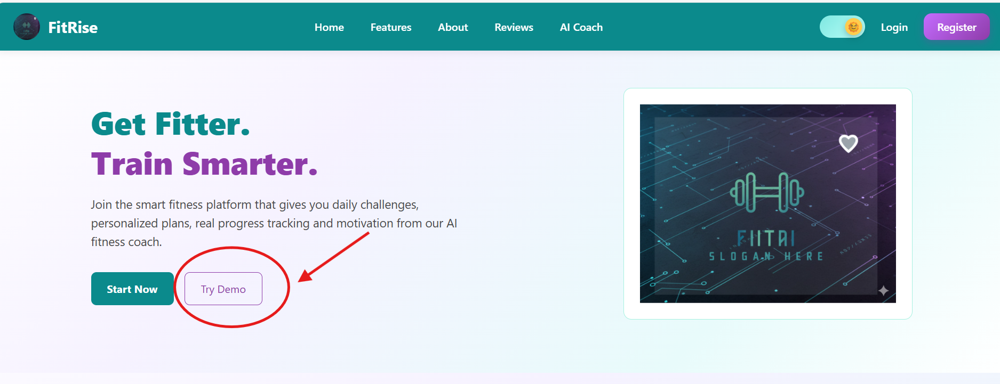 FitRise
Home
Features
About
Reviews
AI Coach
Login
Register
Get Fitter.
Train Smarter.
Join the smart fitness platform that gives you daily challenges,
personalized plans, real progress tracking and motivation from our AI
fitness coach.
Start Now
Try Demo
FIITAI
SLOGAN HERE